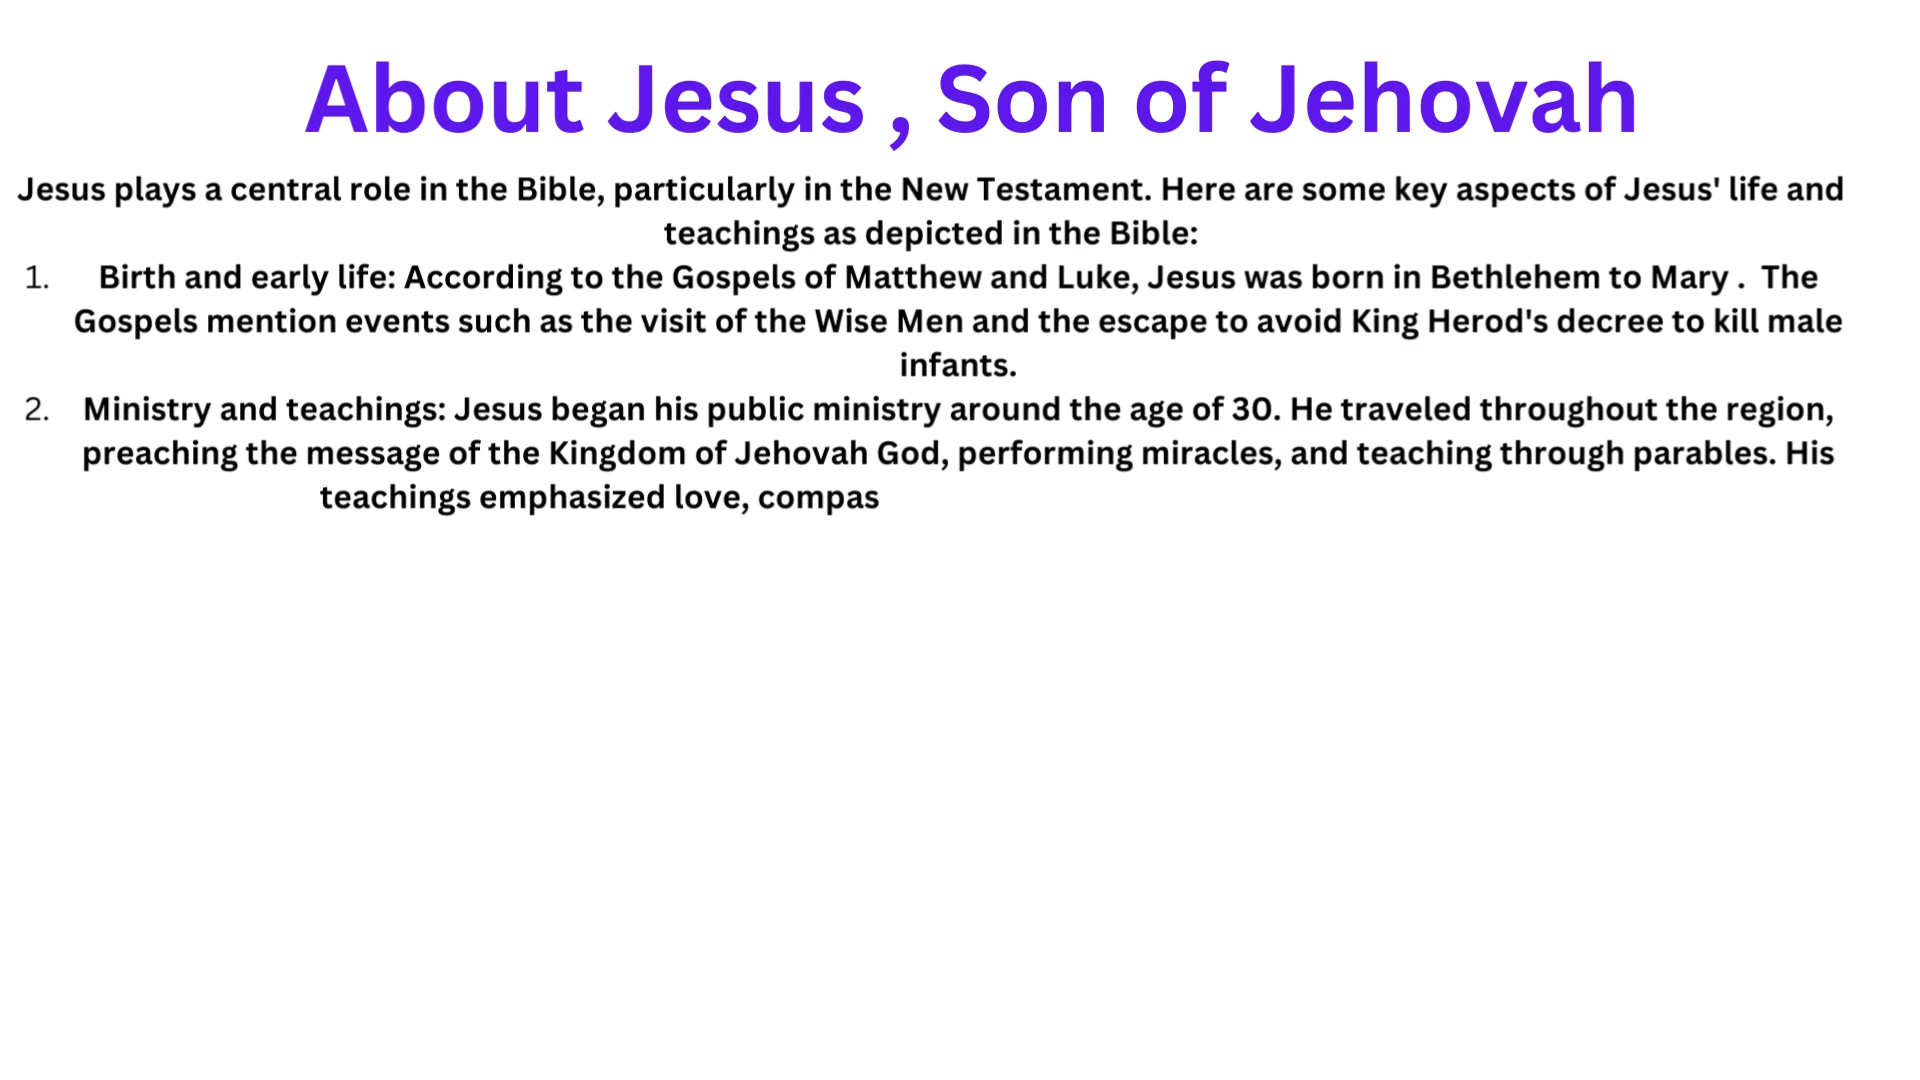 About Jesus , Son of Jehovah
Jesus plays a central role in the Bible, particularly in the New Testament. Here are some key aspects of Jesus' life and
teachings as depicted in the Bible:
1. Birth and early life: According to the Gospels of Matthew and Luke, Jesus was born in Bethlehem to Mary .  The
Gospels mention events such as the visit of the Wise Men and the escape to avoid King Herod's decree to kill male
infants.
2. Ministry and teachings: Jesus began his public ministry around the age of 30. He traveled throughout the region,
preaching the message of the Kingdom of Jehovah God, performing miracles, and teaching through parables. His
teachings emphasized love, compas